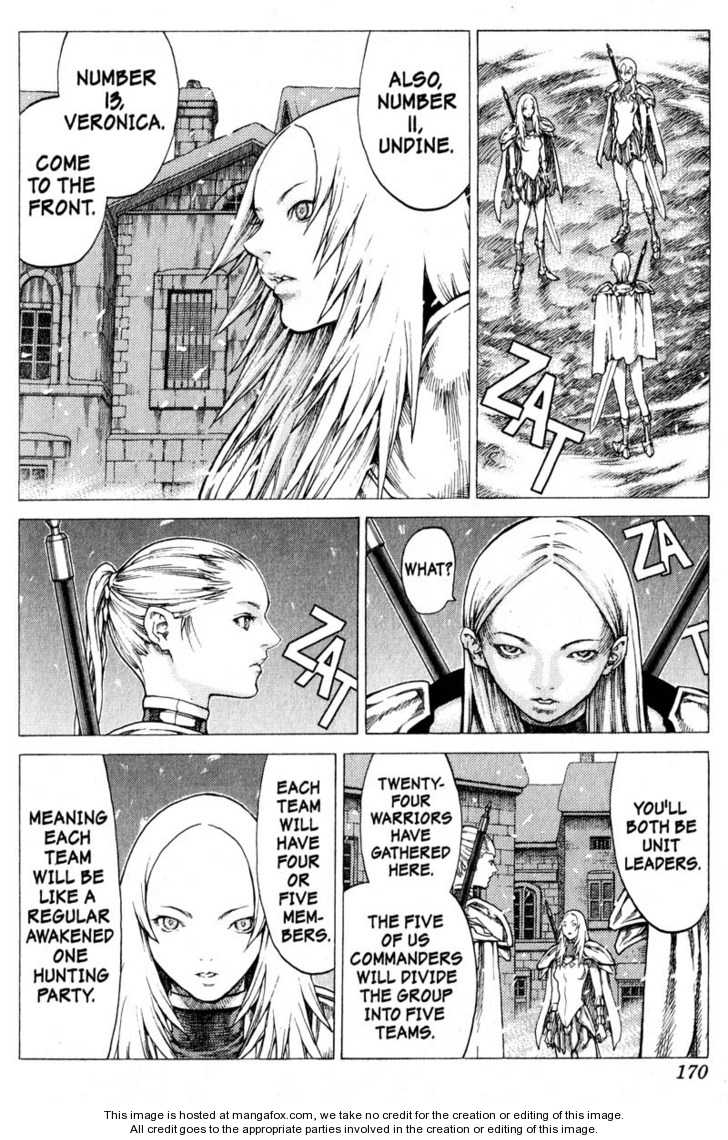 ALSO,
NUMBER
11,
UNDINE.
NUMBER
13,
VERONICA.
COME
TO THE
FRONT.
ZAT
WHAT?
ZA
T
ZAT
YOU'LL
BOTH BE
UNIT
LEADERS.
TWENTY-
FOUR
WARRIORS
HAVE
GATHERED
HERE.
THE FIVE
OF US
COMMANDERS
WILL DIVIDE
THE GROUP
INTO FIVE
TEAMS.
EACH
TEAM
WILL
HAVE
FOUR
OR
FIVE
MEM-
BERS.
MEANING
EACH
TEAM
WILL BE
LIKE A
REGULAR
AWAKENED
ONE
HUNTING
PARTY.
170
This image is hosted at mangafox.com, we take no credit for the creation or editing of this image.
All credit goes to the appropriate parties involved in the creation or editing of this image.